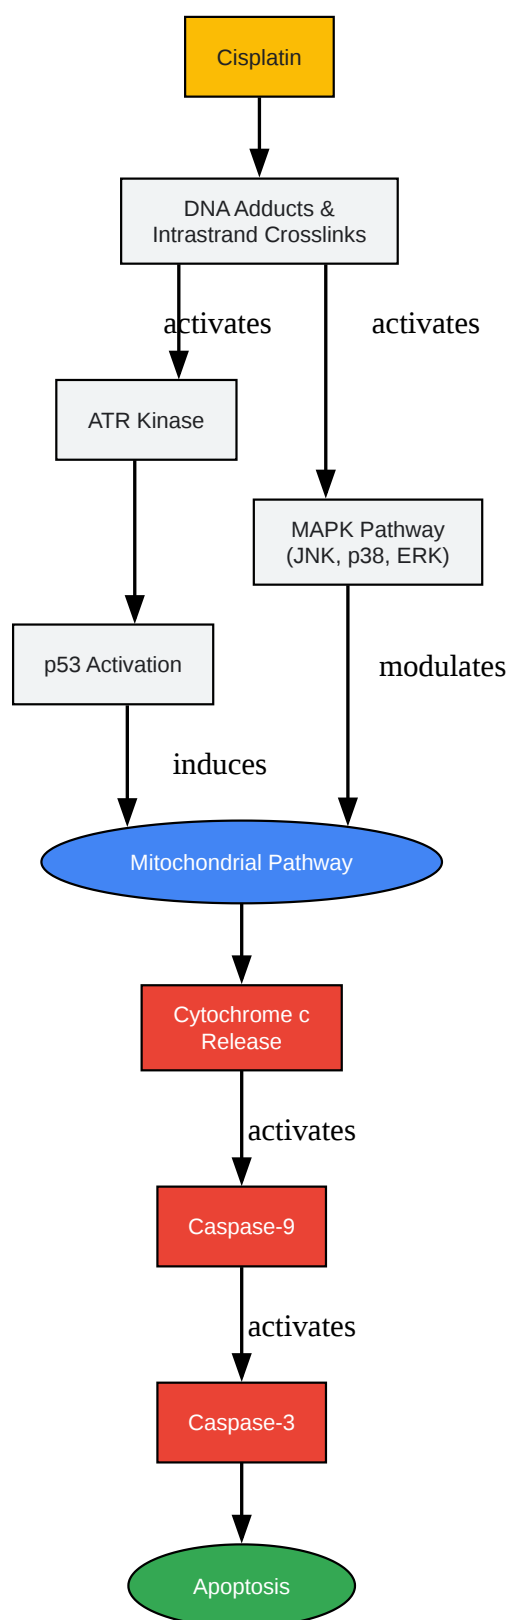 Cisplatin
DNA Adducts &
Intrastrand Crosslinks
activates
activates
ATR Kinase
MAPK Pathway
(JNK, p38, ERK)
p53 Activation
modulates
induces
Mitochondrial Pathway
Cytochrome c
Release
activates
Caspase-9
activates
Caspase-3
Apoptosis